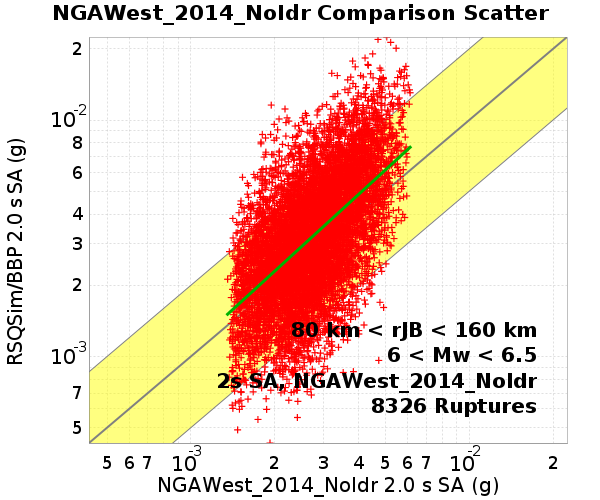 NGAWest_2014_NoIdr Comparison Scatter
RSQSim/BBP 2.0 s SA (g)
2
10-2
8
6
4
3
2
10-3
7
5
80 km < rJB < 160 km
6 < Mw < 6.5
2s SA, NGAWest_2014_NoIdr
8326 Ruptures
5 6 7 10-3 2 3 4 5 6 7 10-2 2
NGAWest_2014_NoIdr 2.0 s SA (g)